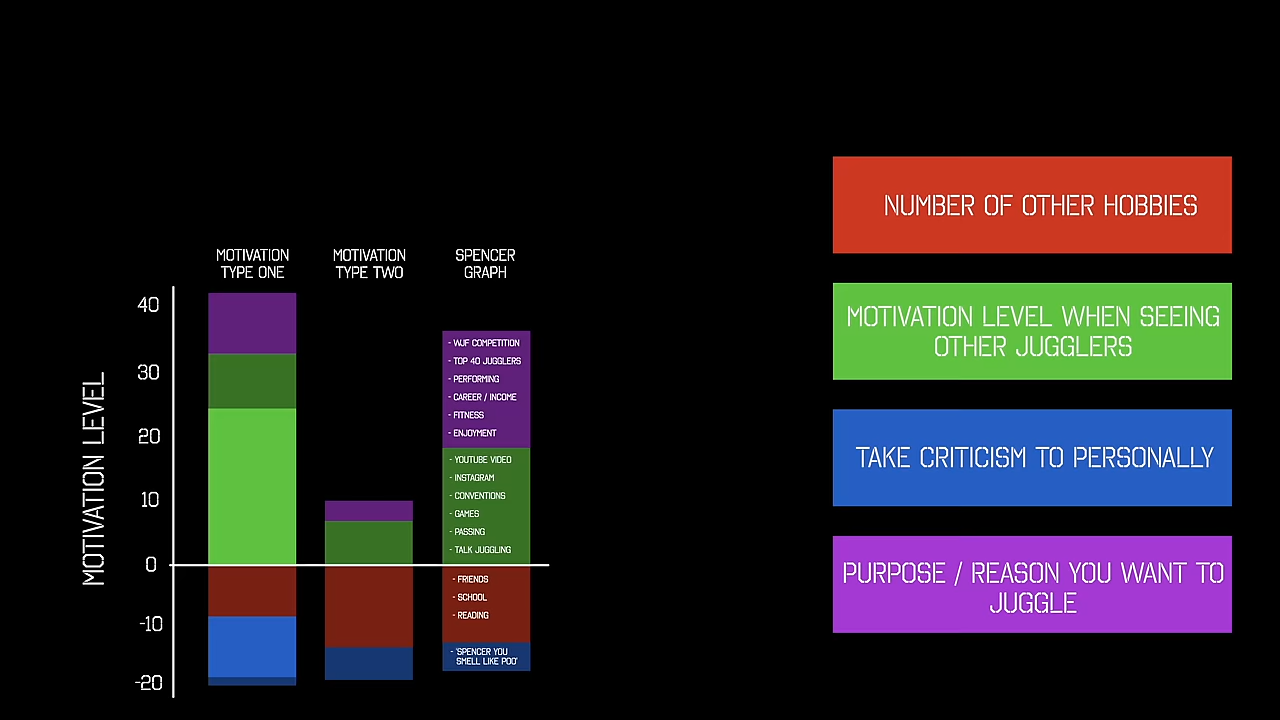 MOTIVATION
TYPE ONE
MOTIVATION
TYPE TWO
SPENCER
GRAPH
MOTIVATION LEVEL
40
30
20
10
0
-10
-20
- WJF COMPETITION
- TOP 40 JUGGLERS
- PERFORMING
- CAREER / INCOME
- FITNESS
- ENJOYMENT
- YOUTUBE VIDEO
- INSTAGRAM
- CONVENTIONS
- GAMES
- PASSING
- TALK JUGGLING
- FRIENDS
- SCHOOL
- READING
- 'SPENCER YOU
SMELL LIKE POO'
NUMBER OF OTHER HOBBIES
MOTIVATION LEVEL WHEN SEEING
OTHER JUGGLERS
TAKE CRITICISM TO PERSONALLY
PURPOSE / REASON YOU WANT TO
JUGGLE